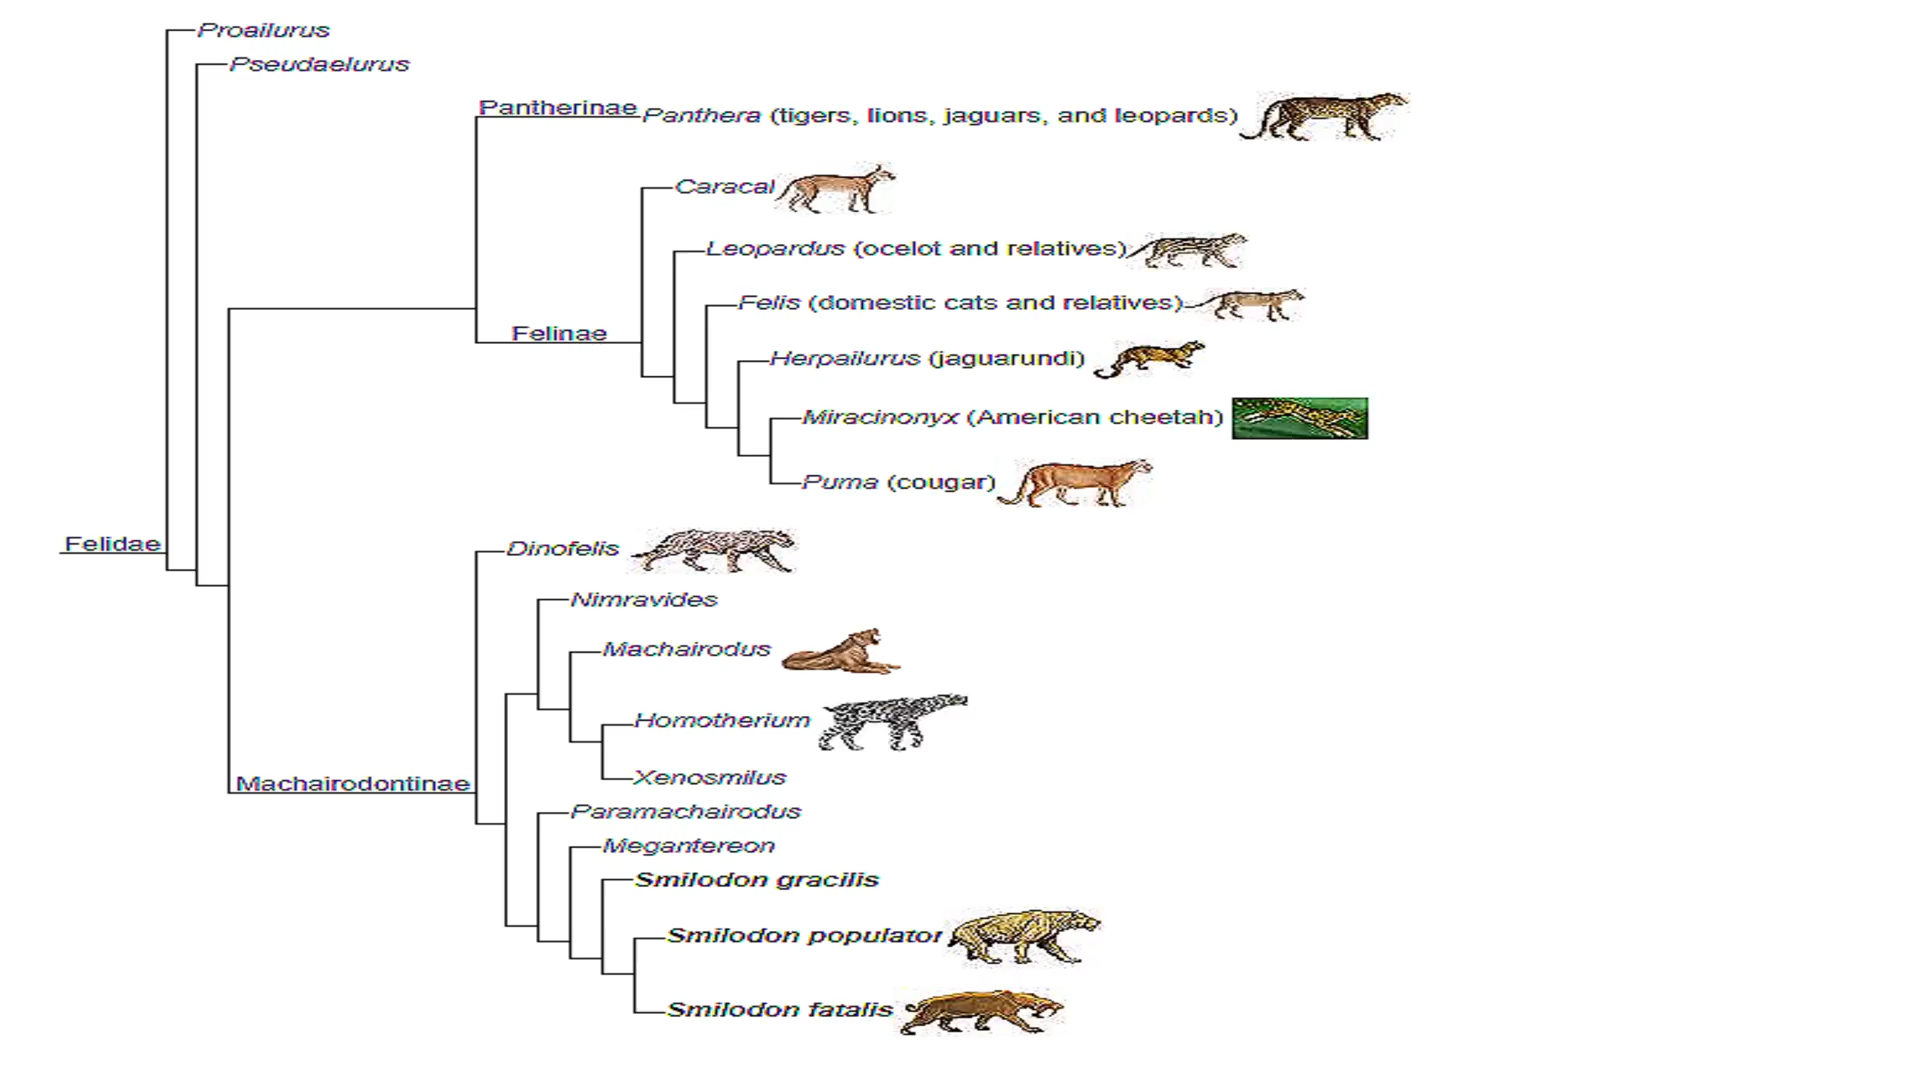 Proailurus
Pseudaelurus
Pantherinae
Panthera (tigers, lions, jaguars, and leopards)
Caracal
Leopardus (ocelot and relatives)
Felis (domestic cats and relatives)
Felinae
Herpailurus (jaguarundi)
Miracinonyx (American cheetah)
Puma (cougar)
Felidae
Dinofelis
Nimravides
Machairodus
Homotherium
Xenosmilus
Machairodontinae
Paramachairodus
Megantereon
Smilodon gracilis
Smilodon populator
Smilodon fatalis